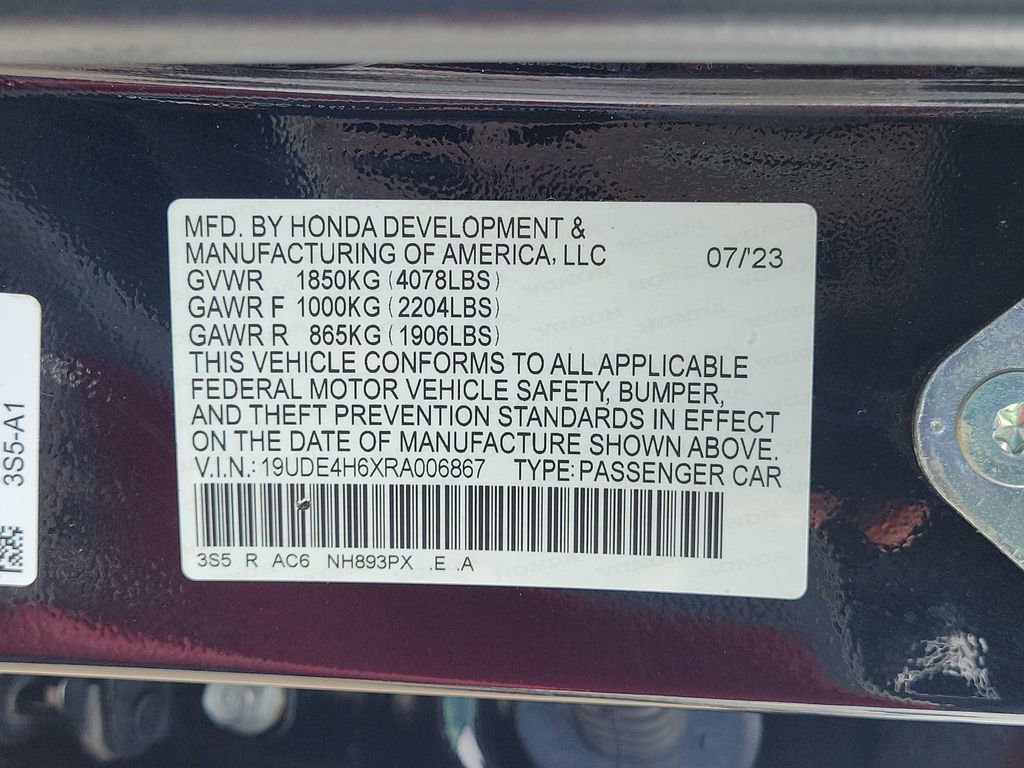 MFD. BY HONDA DEVELOPMENT &
MANUFACTURING OF AMERICA, LLC 07/'23
GVWR 1850KG (4078LBS)
GAWR F 1000KG (2204LBS)
GAWR R 865KG (1906LBS)
THIS VEHICLE CONFORMS TO ALL APPLICABLE
FEDERAL MOTOR VEHICLE SAFETY, BUMPER,
AND THEFT PREVENTION STANDARDS IN EFFECT
ON THE DATE OF MANUFACTURE SHOWN ABOVE.
V.I.N.: 19UDE4H6XRA006867 TYPE: PASSENGER CAR
3S5 R AC6 NH893PX .E .A
3S5-A1